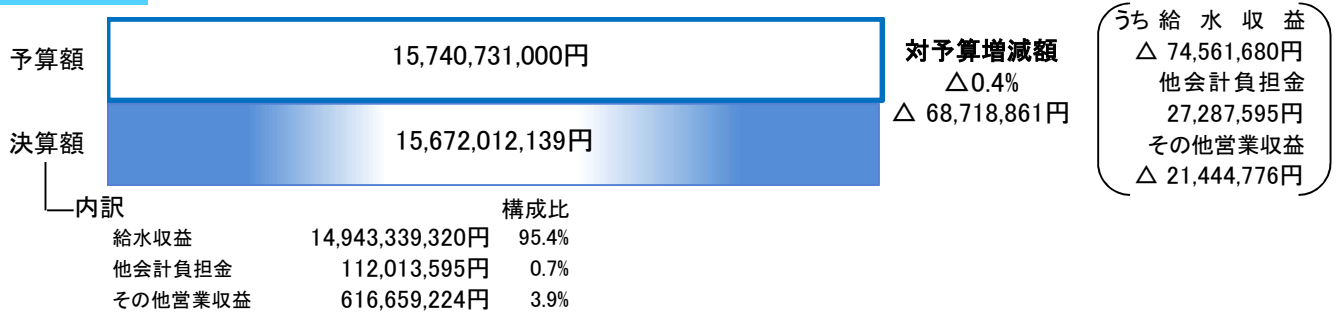 予算額
15,740,731,000円
対予算増減額
△0.4%
△ 68,718,861円
うち 給 水 収 益
△ 74,561,680円
他会計負担金
27,287,595円
その他営業収益
△ 21,444,776円
決算額
15,672,012,139円
内訳
構成比
給水収益 14,943,339,320円 95.4%
他会計負担金 112,013,595円 0.7%
その他営業収益 616,659,224円 3.9%